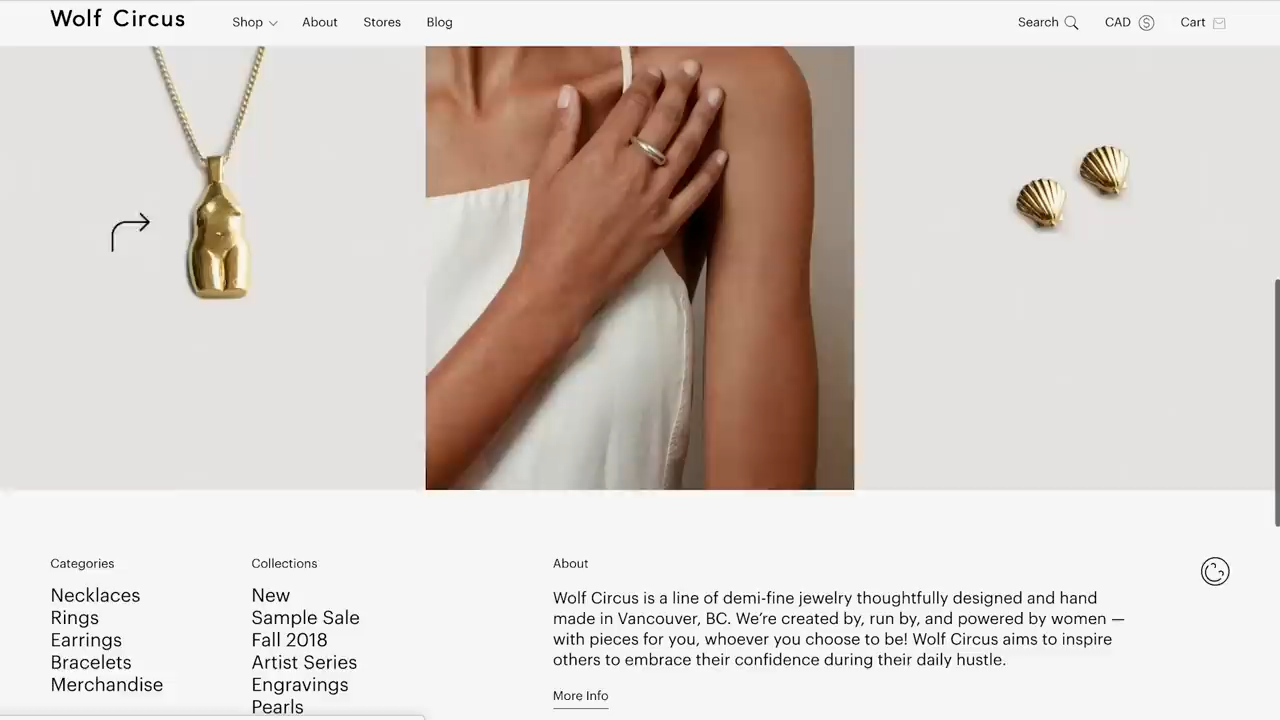 Wolf Circus
Shop
About
Stores
Blog
Search
CAD
Cart
Categories
Necklaces
Rings
Earrings
Bracelets
Merchandise
Collections
New
Sample Sale
Fall 2018
Artist Series
Engravings
Pearls
About
Wolf Circus is a line of demi-fine jewelry thoughtfully designed and hand
made in Vancouver, BC. We’re created by, run by, and powered by women —
with pieces for you, whoever you choose to be! Wolf Circus aims to inspire
others to embrace their confidence during their daily hustle.
More Info